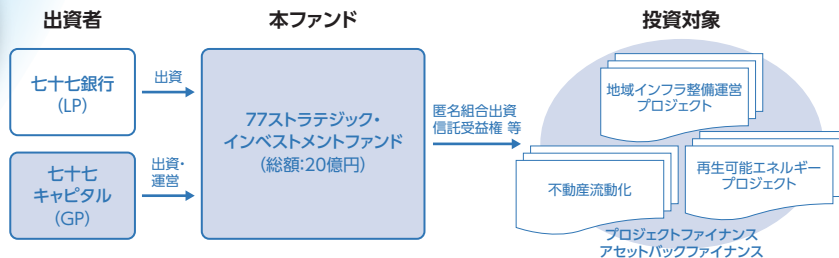 出資者
本ファンド
投資対象
七十七銀行
(LP)
出資
七十七
キャピタル
(GP)
出資・
運営
77ストラテジック・
インベストメントファンド
(総額:20億円)
匿名組合出資
信託受益権 等
地域インフラ整備運営
プロジェクト
不動産流動化
再生可能エネルギー
プロジェクト
プロジェクトファイナンス
アセットバックファイナンス